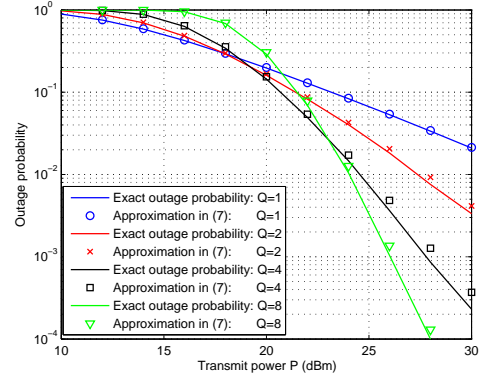 10^0
10^-1
10^-2
10^-3
10^-4
Outage probability
Exact outage probability: Q=1
Approximation in (7): Q=1
Exact outage probability: Q=2
Approximation in (7): Q=2
Exact outage probability: Q=4
Approximation in (7): Q=4
Exact outage probability: Q=8
Approximation in (7): Q=8
10 15 20 25 30
Transmit power P (dBm)